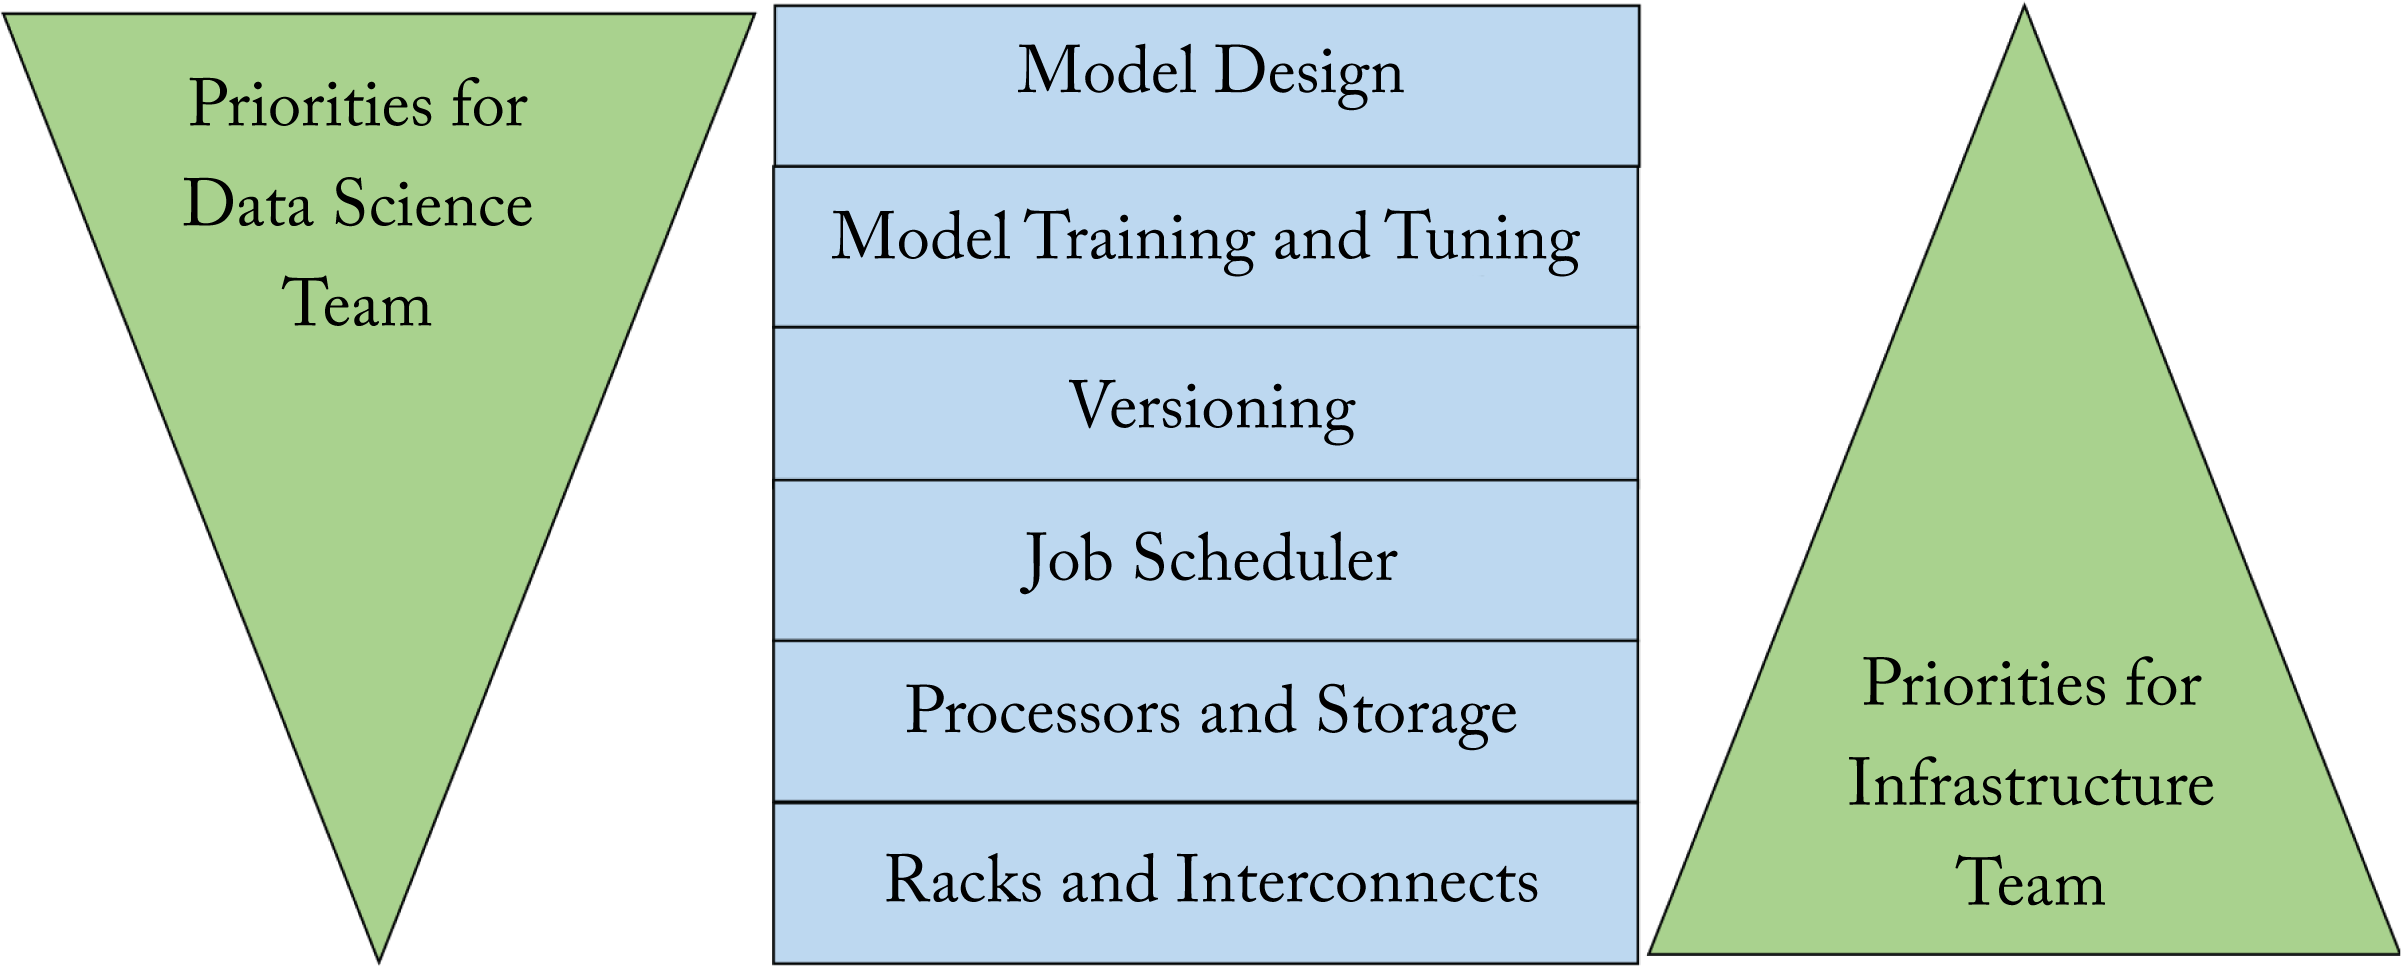 Priorities for
Data Science
Team
Model Design
Model Training and Tuning
Versioning
Job Scheduler
Processors and Storage
Racks and Interconnects
Priorities for
Infrastructure
Team